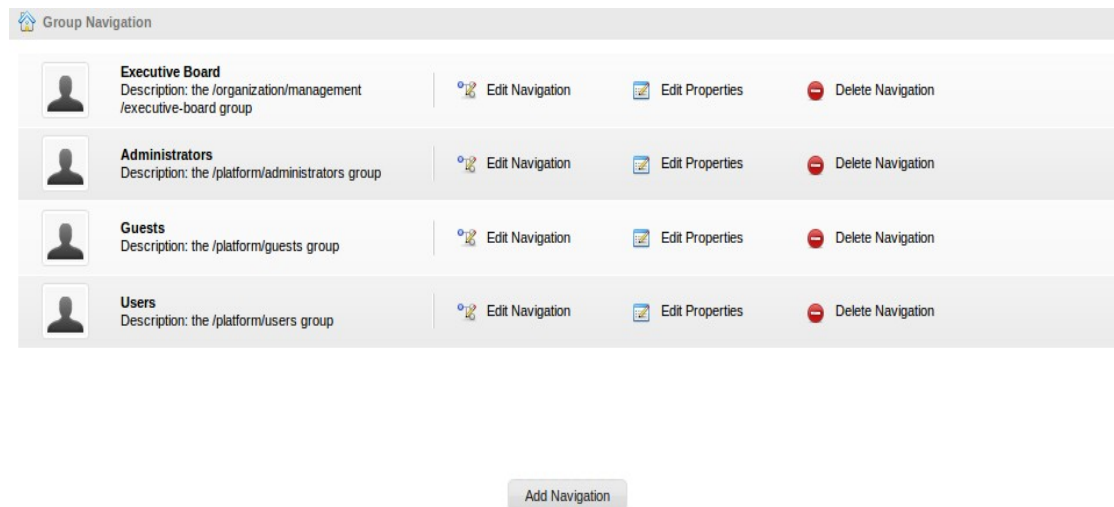 Group Navigation
Executive Board
Description: the /organization/management
/executive-board group
Edit Navigation
Edit Properties
Delete Navigation
Administrators
Description: the /platform/administrators group
Edit Navigation
Edit Properties
Delete Navigation
Guests
Description: the /platform/guests group
Edit Navigation
Edit Properties
Delete Navigation
Users
Description: the /platform/users group
Edit Navigation
Edit Properties
Delete Navigation
Add Navigation